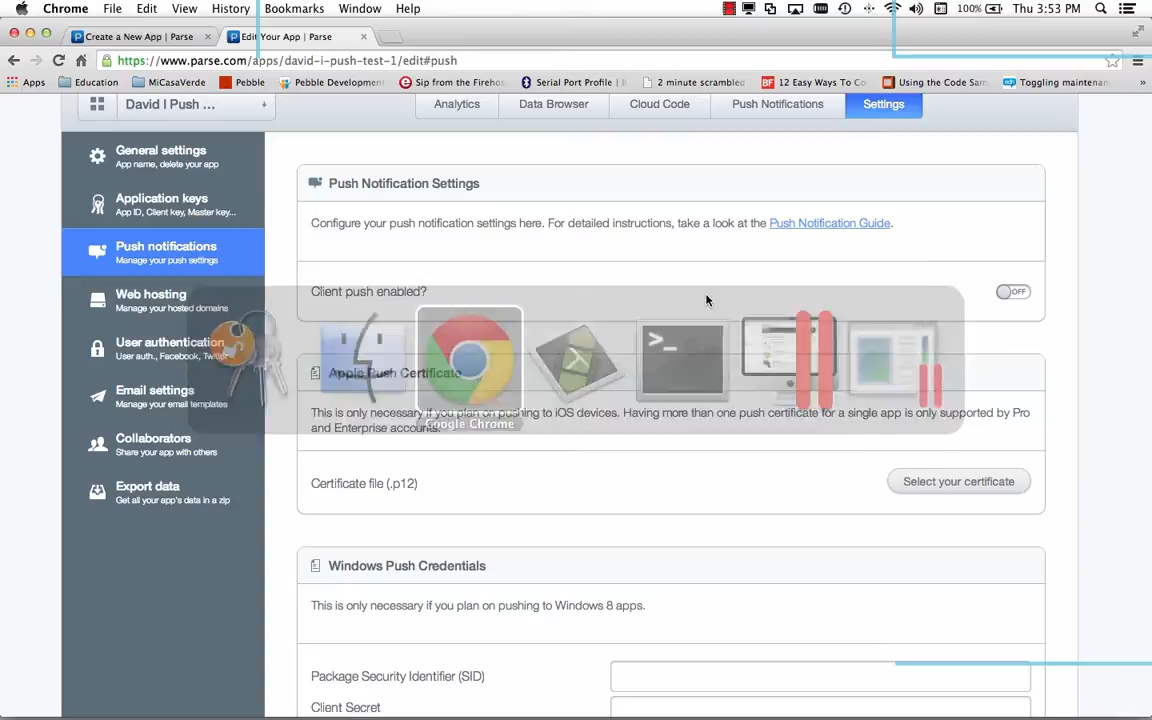 Chrome File Edit View History Bookmarks Window Help 100% Thu 3:53 PM
Create a New App | Parse
Edit Your App | Parse
https://www.parse.com/apps/david-i-push-test-1/edit#push
Apps Education MiCasaVerde Pebble Pebble Developmen Sip from the Firehos Serial Port Profile | 2 minute scrambled 12 Easy Ways To Co Using the Code Sam Toggling maintenan »
David I Push ...
Analytics Data Browser Cloud Code Push Notifications Settings
General settings
App name, delete your app
Application keys
App ID, Client key, Master key...
Push notifications
Manage your push settings
Web hosting
Manage your hosted domains
User authentication
User auth., Facebook, Twitter
Email settings
Manage your email templates
Collaborators
Share your app with others
Export data
Get all your app's data in a zip
Push Notification Settings
Configure your push notification settings here. For detailed instructions, take a look at the Push Notification Guide.
Client push enabled?
OFF
Apple Push Certificate
This is only necessary if you plan on pushing to iOS devices. Having more than one push certificate for a single app is only supported by Pro
and Enterprise accounts.
Google Chrome
Certificate file (.p12)
Select your certificate
Windows Push Credentials
This is only necessary if you plan on pushing to Windows 8 apps.
Package Security Identifier (SID)
Client Secret